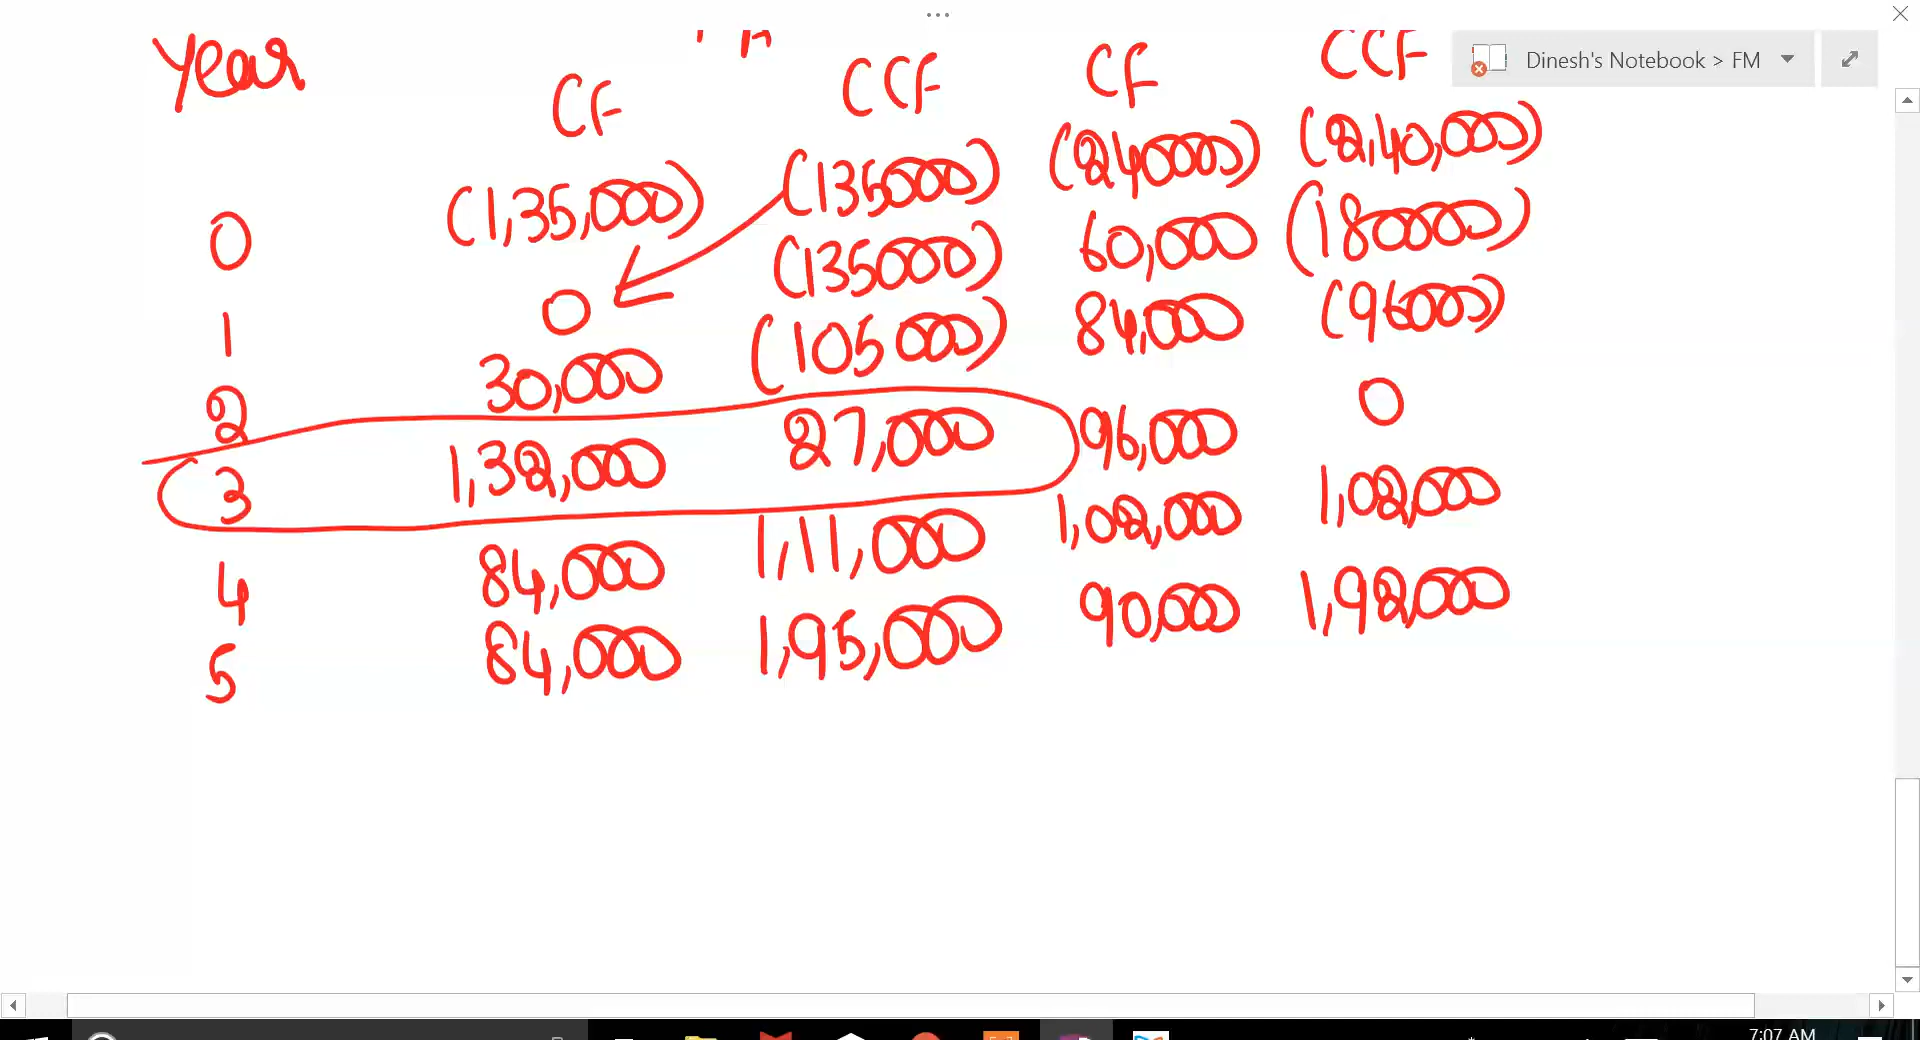 ...
Year CF CCF CF CCF
Dinesh's Notebook > FM
0 (1,35,000) (135000) (240000) (2,40,000)
1 0 (135000) 60,000 (180000)
2 30,000 (105000) 84,000 (96000)
3 1,32,000 27,000 96,000 0
4 84,000 1,11,000 1,02,000 1,02,000
5 84,000 1,95,000 90,000 1,92,000
7:07 AM